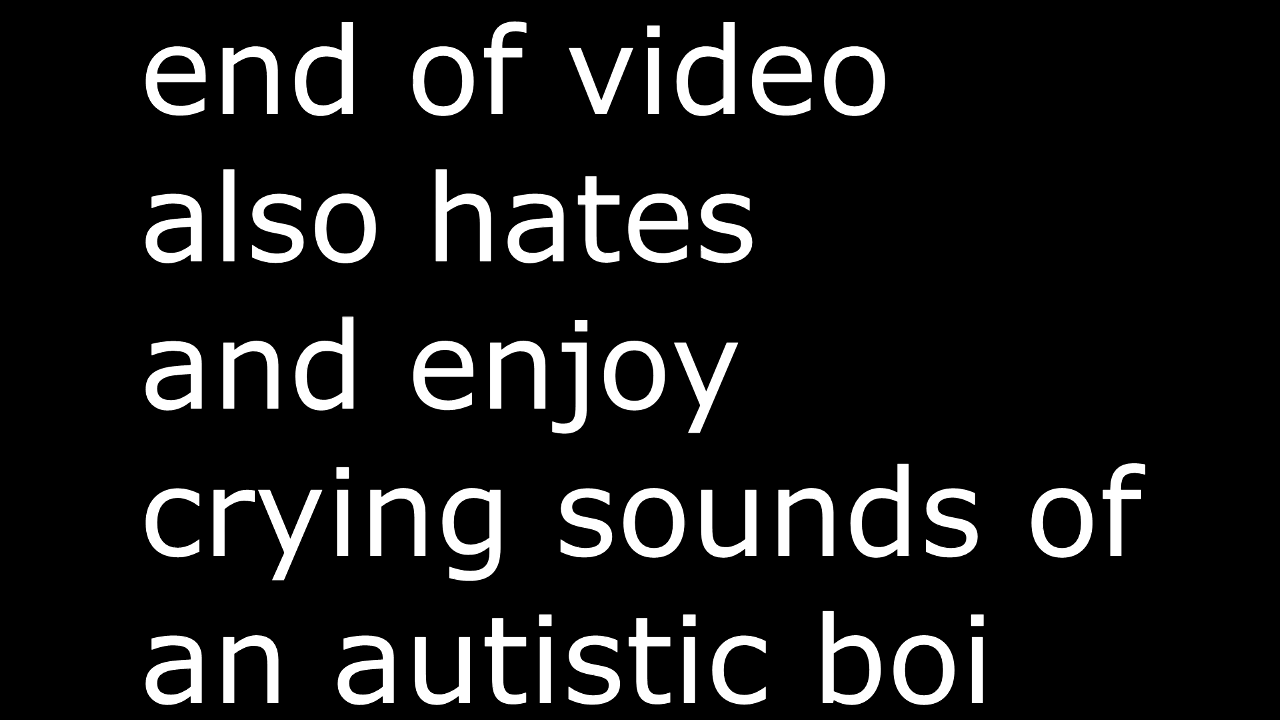 end of video
also hates
and enjoy
crying sounds of
an autistic boi